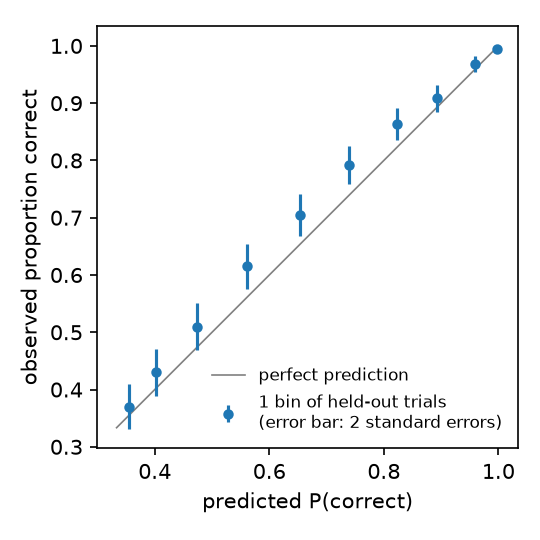 observed proportion correct
1.0
0.9
0.8
0.7
0.6
0.5
0.4
0.3
perfect prediction
1 bin of held-out trials
(error bar: 2 standard errors)
0.4
0.6
0.8
1.0
predicted P(correct)